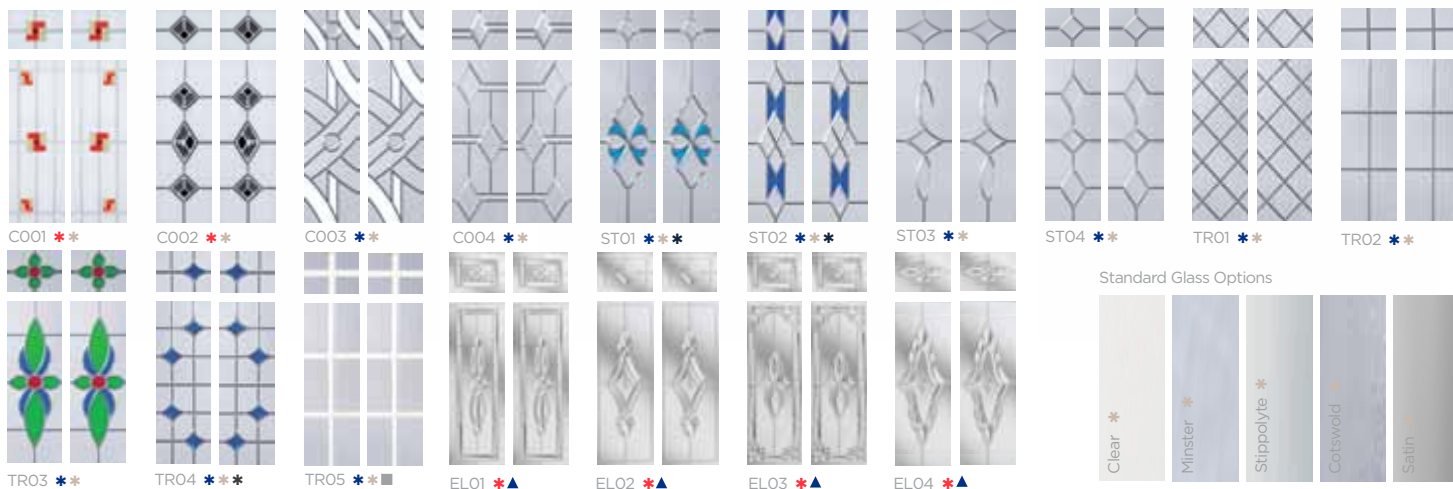 C001 **
C002 **
C003 **
C004 **
ST01 ***
ST02 ***
ST03 **
ST04 **
TR01 **
TR02 **
TR03 **
TR04 ***
TR05 **■
EL01 *▲
EL02 *▲
EL03 *▲
EL04 *▲
Standard Glass Options
Clear *
Minster *
Stippolyte *
Cotswold *
Satin *